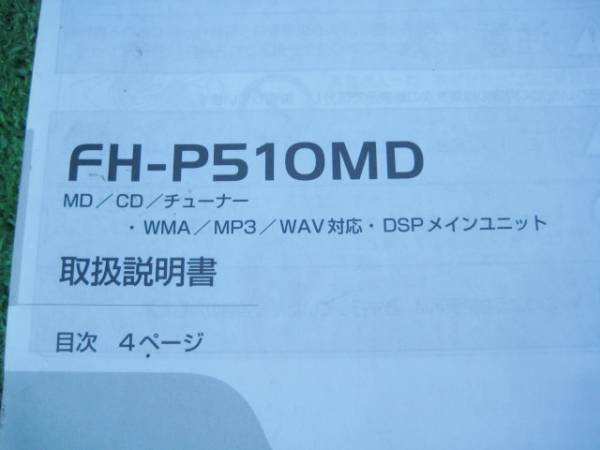 FH-P510MD
MD／CD／チューナー
・WMA／MP3／WAV対応・DSPメインユニット
取扱説明書
目次 4ページ